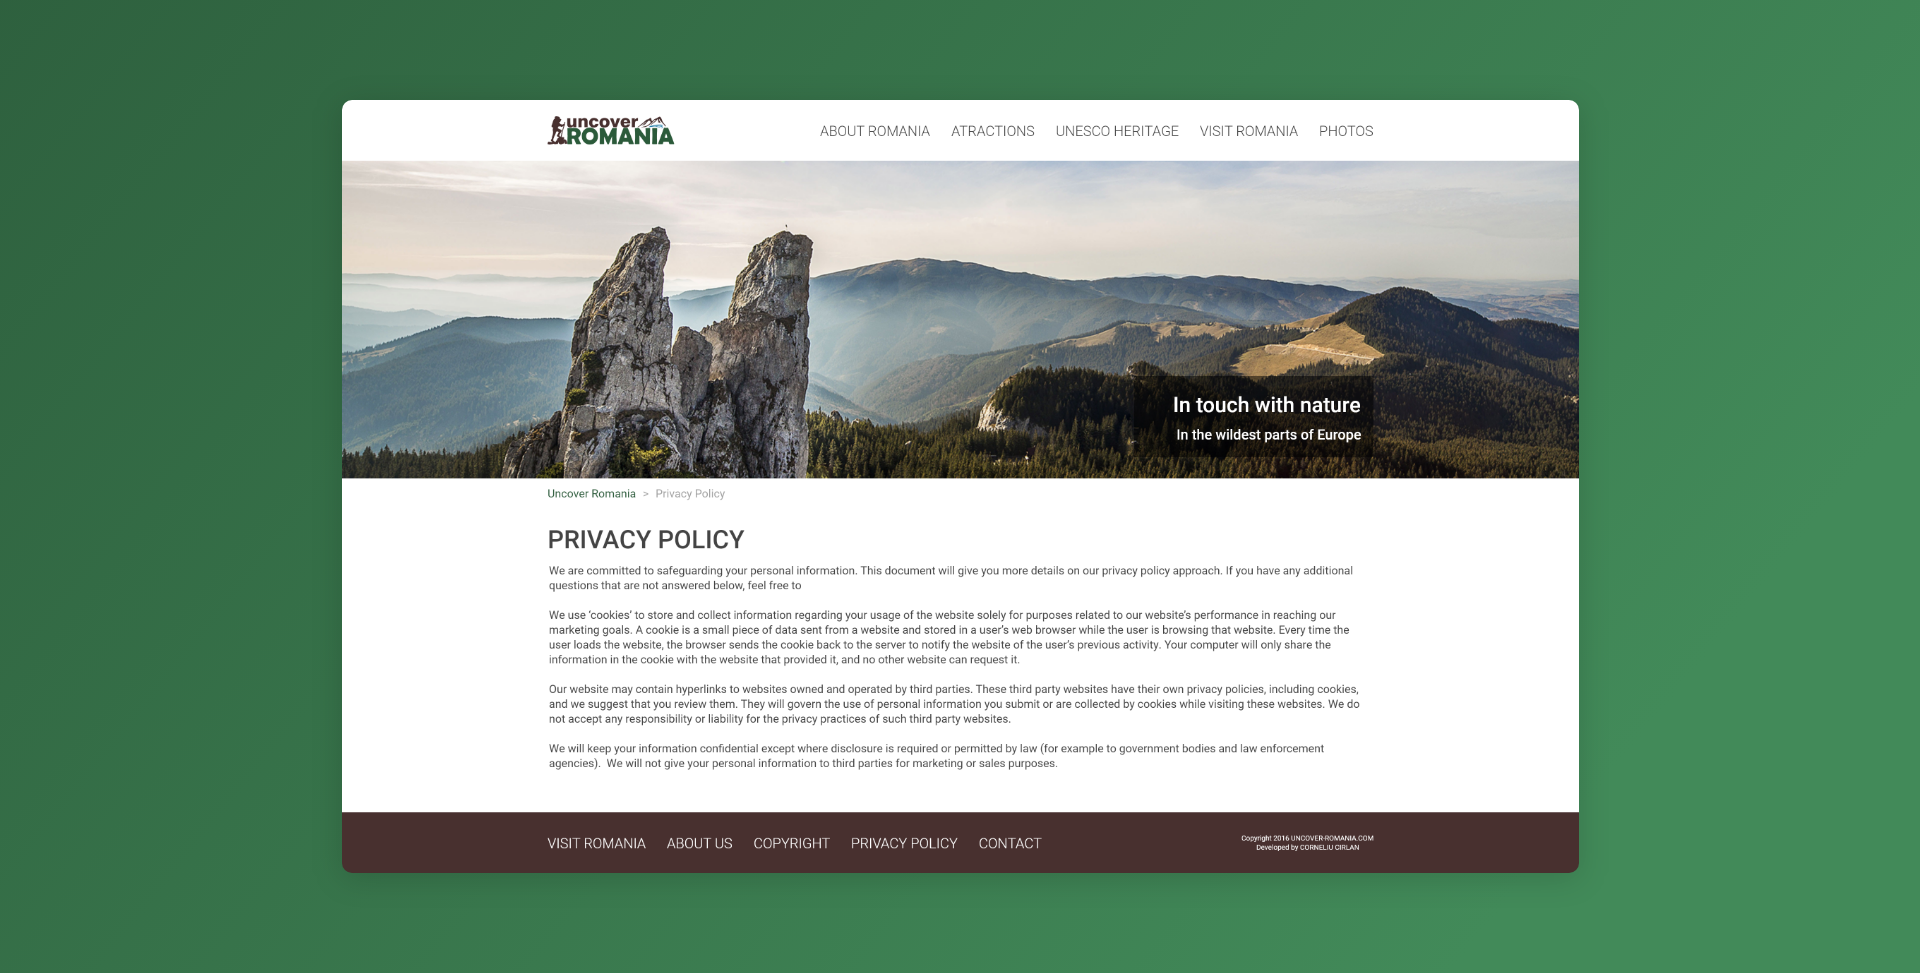 uncover
ROMANIA
ABOUT ROMANIA ATRACTIONS UNESCO HERITAGE VISIT ROMANIA PHOTOS
In touch with nature
In the wildest parts of Europe
Uncover Romania > Privacy Policy
PRIVACY POLICY
We are committed to safeguarding your personal information. This document will give you more details on our privacy policy approach. If you have any additional
questions that are not answered below, feel free to
We use ‘cookies’ to store and collect information regarding your usage of the website solely for purposes related to our website’s performance in reaching our
marketing goals. A cookie is a small piece of data sent from a website and stored in a user’s web browser while the user is browsing that website. Every time the
user loads the website, the browser sends the cookie back to the server to notify the website of the user’s previous activity. Your computer will only share the
information in the cookie with the website that provided it, and no other website can request it.
Our website may contain hyperlinks to websites owned and operated by third parties. These third party websites have their own privacy policies, including cookies,
and we suggest that you review them. They will govern the use of personal information you submit or are collected by cookies while visiting these websites. We do
not accept any responsibility or liability for the privacy practices of such third party websites.
We will keep your information confidential except where disclosure is required or permitted by law (for example to government bodies and law enforcement
agencies).  We will not give your personal information to third parties for marketing or sales purposes.
VISIT ROMANIA ABOUT US COPYRIGHT PRIVACY POLICY CONTACT
Copyright 2016 UNCOVER-ROMANIA.COM
Developed by CORNELIU CIRLAN